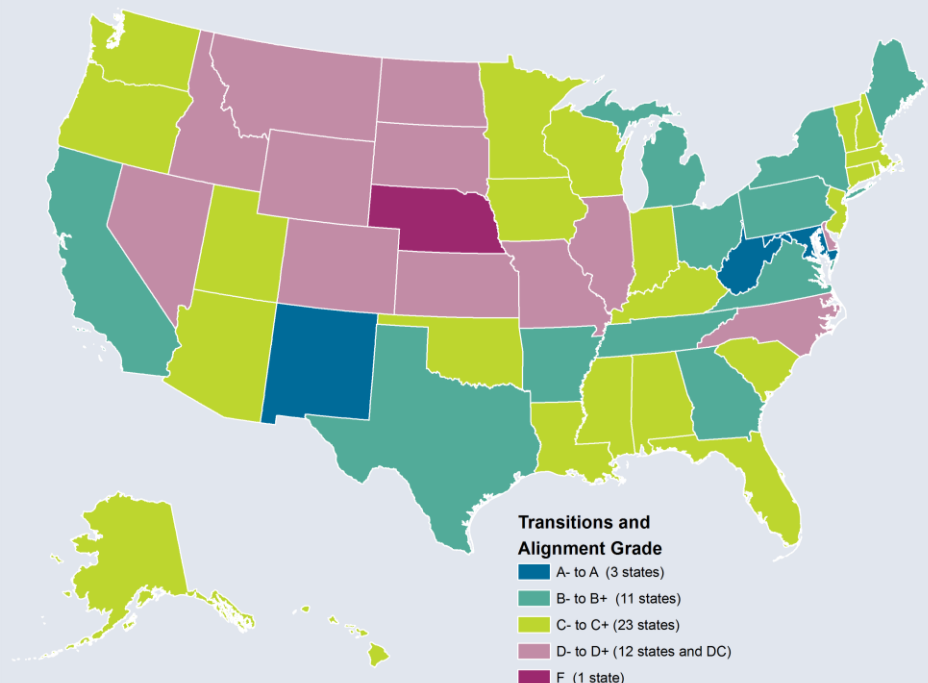 Transitions and
Alignment Grade
A- to A (3 states)
B- to B+ (11 states)
C- to C+ (23 states)
D- to D+ (12 states and DC)
F (1 state)